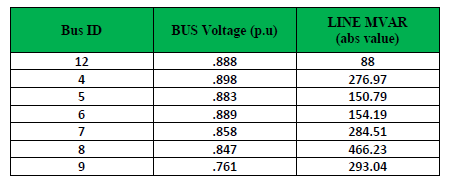 Bus ID BUS Voltage (p.u) LINE MVAR (abs value)
12 .888 88
4 .898 276.97
5 .883 150.79
6 .889 154.19
7 .858 284.51
8 .847 466.23
9 .761 293.04